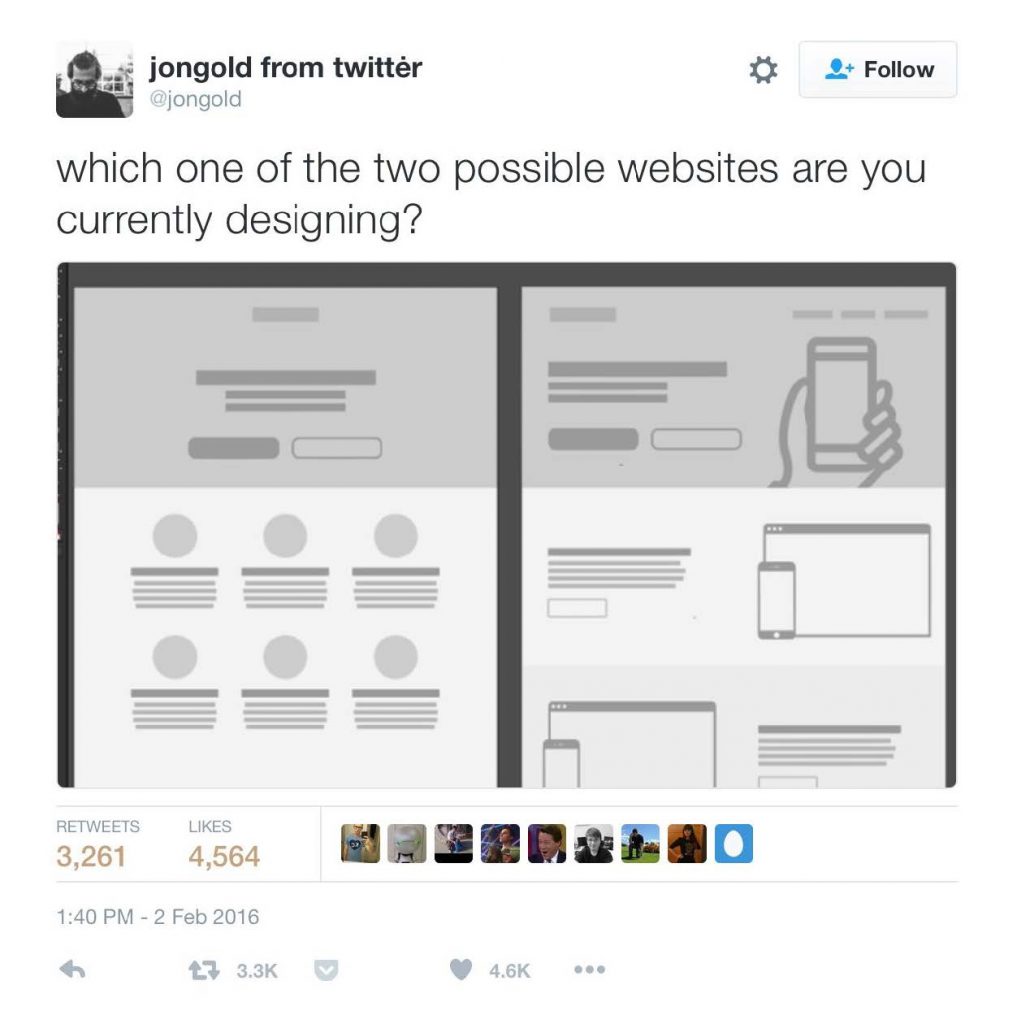 jongold from twittėr
Follow
@jongold
which one of the two possible websites are you
currently designing?
RETWEETS
LIKES
3,261
4,564
1:40 PM - 2 Feb 2016
3.3K
4.6K